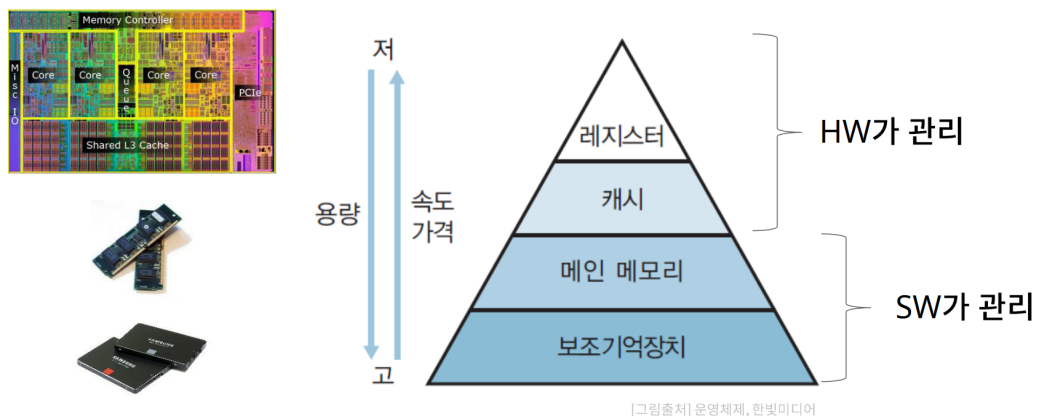 Memory Controller
Misc IO
Core
Core
Queue
Core
Core
PCIe
Shared L3 Cache
SAMSUNG
SAMSUNG
저
용량
속도
가격
고
레지스터
캐시
메인 메모리
보조기억장치
HW가 관리
SW가 관리
[그림출처] 운영체제, 한빛미디어